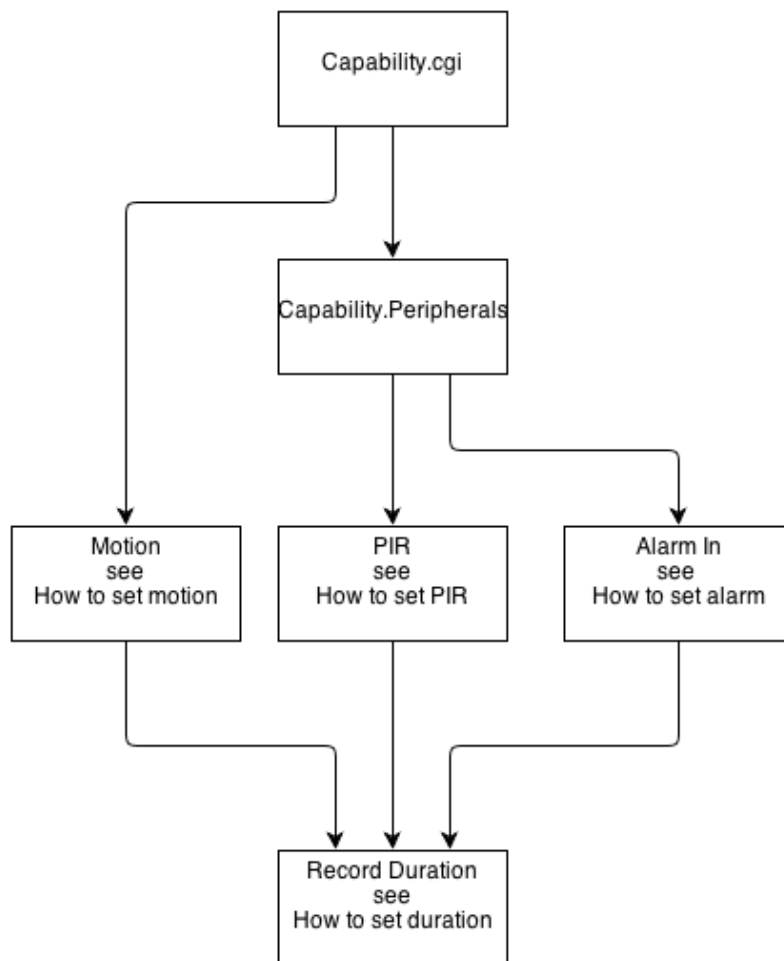 Capability.cgi
Capability.Peripherals
Motion
see
How to set motion
PIR
see
How to set PIR
Alarm In
see
How to set alarm
Record Duration
see
How to set duration